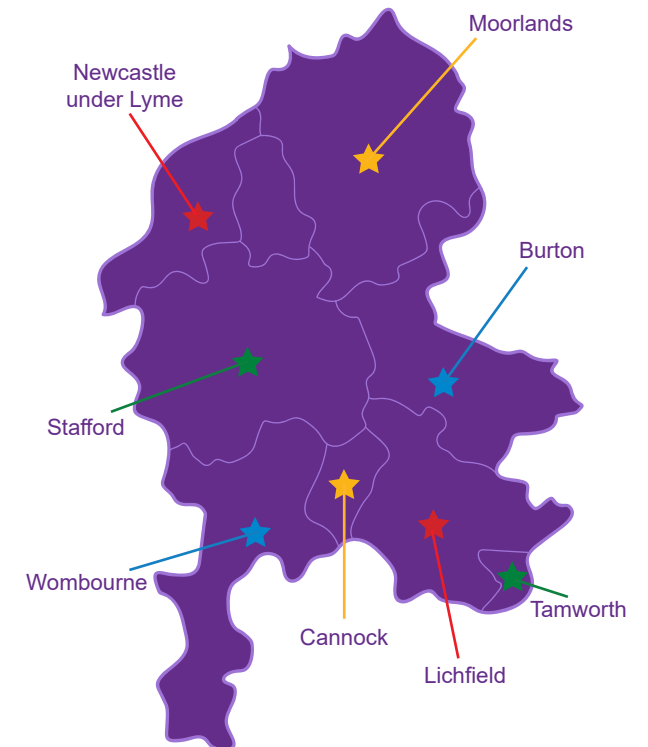 Moorlands
Newcastle
under Lyme
Burton
Stafford
Wombourne
Tamworth
Cannock
Lichfield